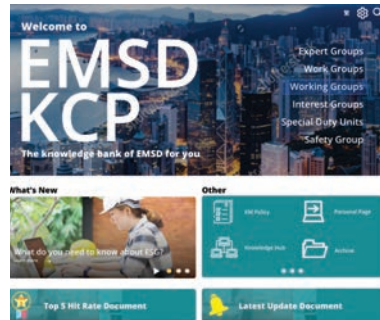 Welcome to
EMSD
KCP
The knowledge bank of EMSD for you
Expert Groups
Work Groups
Working Groups
Interest Groups
Special Duty Units
Safety Group
What's New
Other
What do you need to know about ESG?
KM Policy
Personal Page
Knowledge Hub
Archive
Top 5 Hit Rate Document
Latest Update Document